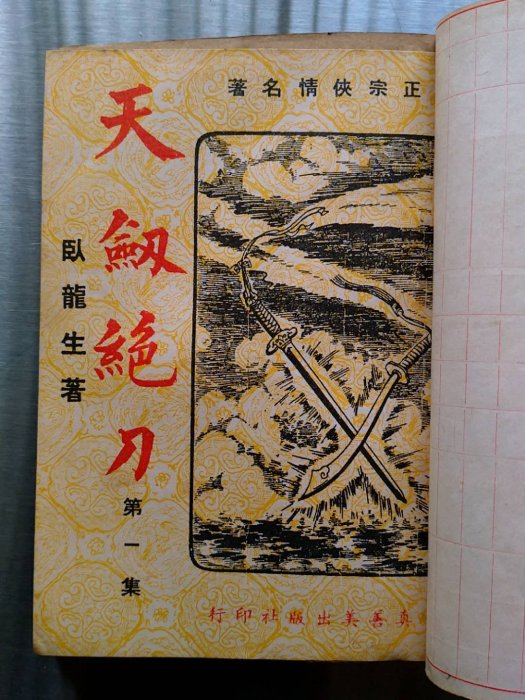 正宗俠情名著
天劔絕刀
臥龍生著
第一集
真善美出版社印行